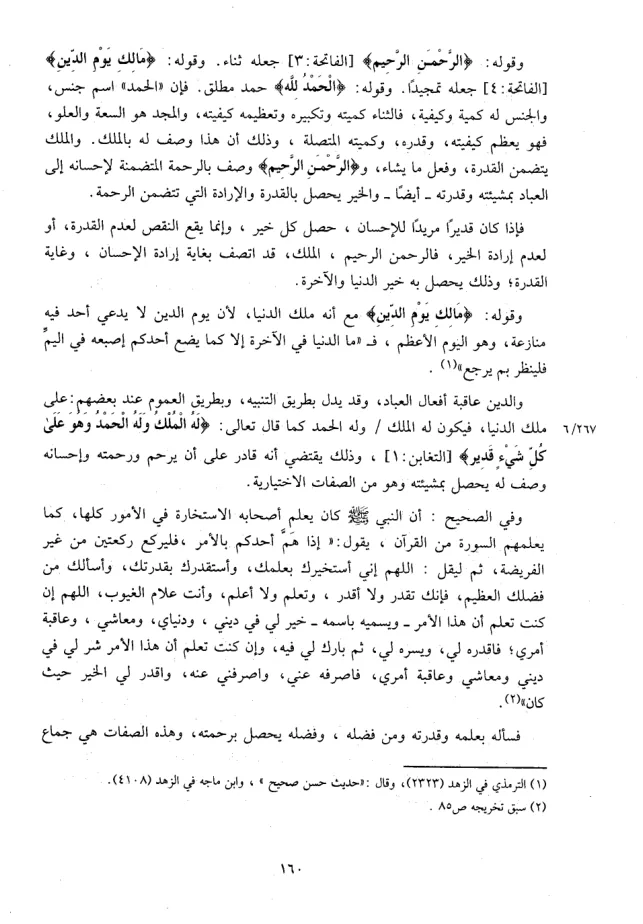 وقوله: ﴿الرَّحْمَنِ الرَّحِيمِ﴾ [الفاتحة:٣] جعله ثناء. وقوله: ﴿مَالِكِ يَوْمِ الدِّينِ﴾
[الفاتحة:٤] جعله تمجيدًا. وقوله: ﴿الْحَمْدُ لِلَّهِ﴾ حمد مطلق. فإن «الحمد» اسم جنس،
والجنس له كمية وكيفية، فالثناء كميته وتكبيره وتعظيمه كيفيته، والمجد هو السعة والعلو،
فهو يعظم كيفيته، وقدره، وكميته المتصلة ، وذلك أن هذا وصف له بالملك. والملك
يتضمن القدرة، وفعل ما يشاء، و﴿الرَّحْمَنِ الرَّحِيمِ﴾ وصف بالرحمة المتضمنة لإحسانه إلى
العباد بمشيئته وقدرته ـ أيضًا ـ والخير يحصل بالقدرة والإرادة التي تتضمن الرحمة.
فإذا كان قديرًا مريدًا للإحسان ، حصل كل خير ، وإنما يقع النقص لعدم القدرة، أو
لعدم إرادة الخير، فالرحمن الرحيم ، الملك، قد اتصف بغاية إرادة الإحسان ، وغاية
القدرة؛ وذلك يحصل به خير الدنيا والآخرة.
وقوله: ﴿مَالِكِ يَوْمِ الدِّينِ﴾ مع أنه ملك الدنيا، لأن يوم الدين لا يدعي أحد فيه
منازعة، وهو اليوم الأعظم ، فـ «ما الدنيا في الآخرة إلا كما يضع أحدكم إصبعه في اليمِّ
فلينظر بم يرجع»(١) .
والدين عاقبة أفعال العباد، وقد يدل بطريق التنبيه، وبطريق العموم عند بعضهم:على
ملك الدنيا، فيكون له الملك / وله الحمد كما قال تعالى: ﴿لَهُ الْمُلْكُ وَلَهُ الْحَمْدُ وَهُوَ عَلَىٰ ٦/٢٦٧
كُلِّ شَيْءٍ قَدِيرٌ﴾ [التغابن:١] ، وذلك يقتضي أنه قادر على أن يرحم ورحمته وإحسانه
وصف له يحصل بمشيئته وهو من الصفات الاختيارية.
وفي الصحيح : أن النبي ﷺ كان يعلم أصحابه الاستخارة في الأمور كلها، كما
يعلمهم السورة من القرآن ، يقول:« إذا هَمَّ أحدكم بالأمر ،فليركع ركعتين من غير
الفريضة، ثم ليقل : اللهم إني أستخيرك بعلمك، وأستقدرك بقدرتك، وأسألك من
فضلك العظيم، فإنك تقدر ولا أقدر ، وتعلم ولا أعلم، وأنت علام الغيوب، اللهم إن
كنت تعلم أن هذا الأمر ـ ويسميه باسمه ـ خير لي في ديني ، ودنياي، ومعاشي ، وعاقبة
أمري؛ فاقدره لي، ويسره لي، ثم بارك لي فيه، وإن كنت تعلم أن هذا الأمر شر لي في
ديني ومعاشي وعاقبة أمري، فاصرفه عني، واصرفني عنه، واقدر لي الخير حيث
كان»(٢).
فسأله بعلمه وقدرته ومن فضله ، وفضله يحصل برحمته، وهذه الصفات هي جماع
(١) الترمذي في الزهد (٢٣٢٣)، وقال :«حديث حسن صحيح » ، وابن ماجه في الزهد (٤١٠٨).
(٢) سبق تخريجه ص٨٥ .
١٦٠